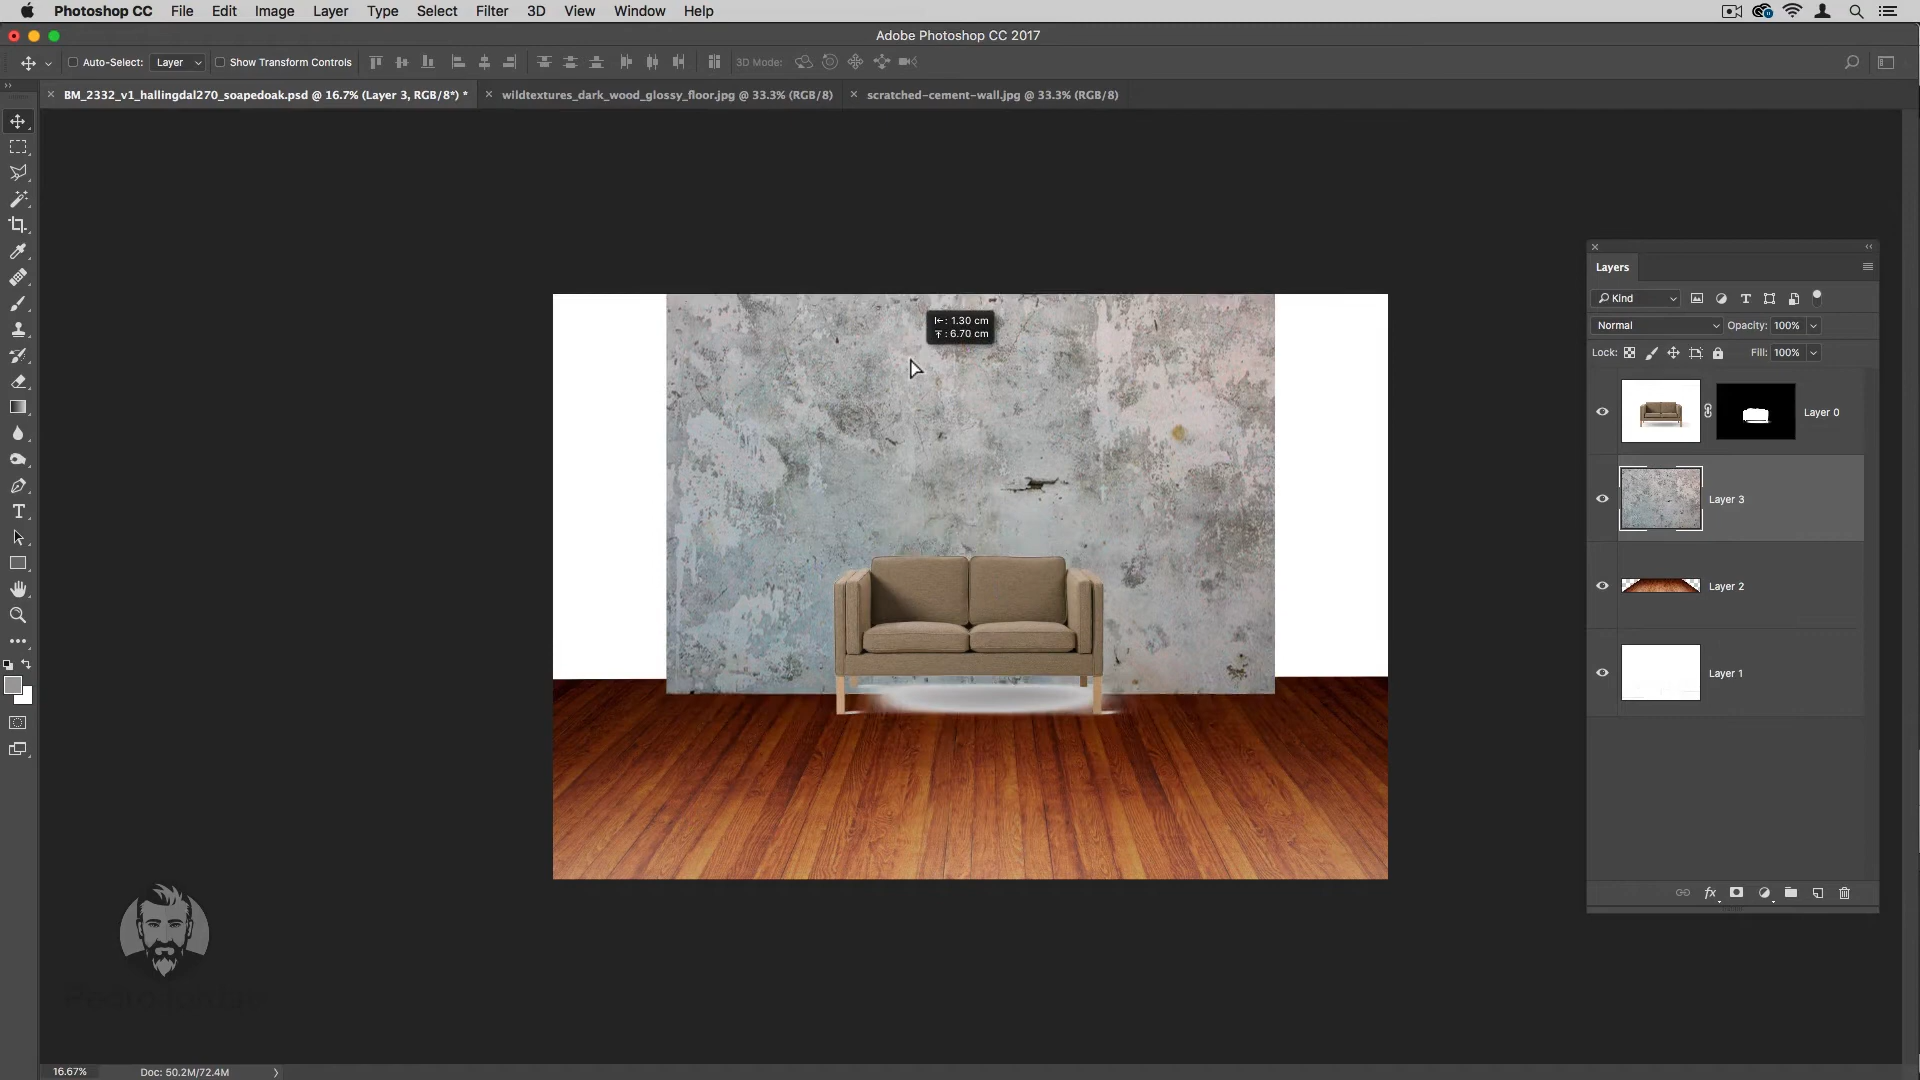 Photoshop CC File Edit Image Layer Type Select Filter 3D View Window Help
Adobe Photoshop CC 2017
Auto-Select: Layer Show Transform Controls 3D Mode:
BM_2332_v1_hallingdal270_soapedoak.psd @ 16.7% (Layer 3, RGB/8*) * wildtextures_dark_wood_glossy_floor.jpg @ 33.3% (RGB/8) scratched-cement-wall.jpg @ 33.3% (RGB/8)
: 1.30 cm
: 6.70 cm
Layers
Kind
Normal Opacity: 100%
Lock: Fill: 100%
Layer 0
Layer 3
Layer 2
Layer 1
fx
16.67% Doc: 50.2M/72.4M